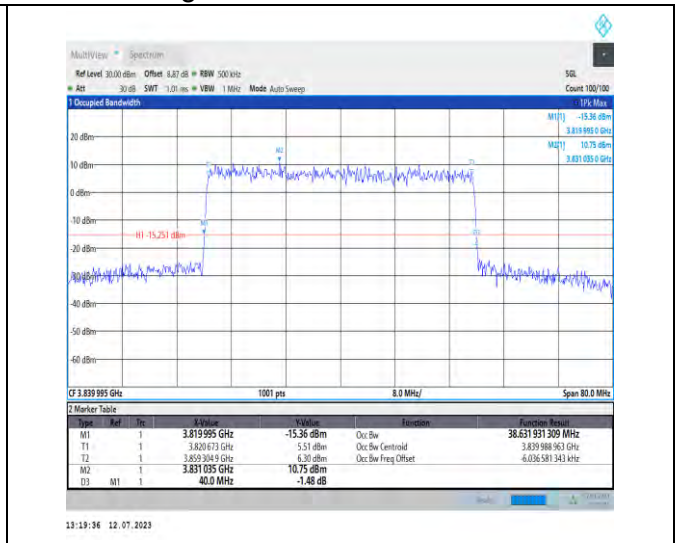 MultiView Spectrum
Ref Level 30.00 dBm Offset 8.87 dB RBW 500 kHz SGL
Att 30 dB SWT 1.01 ms VBW 1 MHz Mode Auto Sweep Count 100/100
1 Occupied Bandwidth 1Pk Max
M1[1] -15.36 dBm
3.819 995 0 GHz
M2[1] 10.75 dBm
3.831 035 0 GHz
20 dBm
M2
10 dBm
0 dBm
-10 dBm
M1
H1 -15.251 dBm
-20 dBm
-30 dBm
-40 dBm
-50 dBm
-60 dBm
CF 3.839 995 GHz 1001 pts 8.0 MHz/ Span 80.0 MHz
2 Marker Table
Type Ref Trc X-Value Y-Value Function Function Result
M1 1 3.819 995 GHz -15.36 dBm Occ Bw 38.631 931 309 MHz
T1 1 3.820 673 GHz 5.51 dBm Occ Bw Centroid 3.839 988 963 GHz
T2 1 3.859 304 9 GHz 6.30 dBm Occ Bw Freq Offset -6.036 581 343 kHz
M2 1 3.831 035 GHz 10.75 dBm
D3 M1 1 40.0 MHz -1.48 dB
13:19:36 12.07.2023